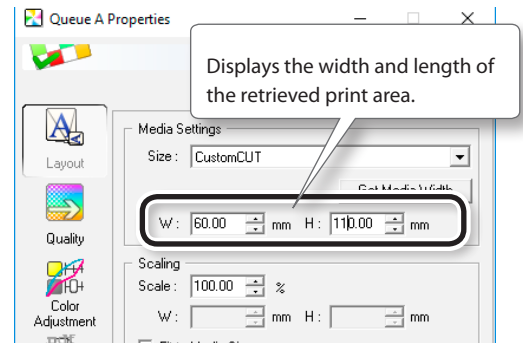 Queue A Properties
Displays the width and length of
the retrieved print area.
Layout
Quality
Color
Adjustment
Media Settings
Size : CustomCUT
Get Media Width
W : 60.00 mm H : 110.00 mm
Scaling
Scale : 100.00 %
W : mm H : mm